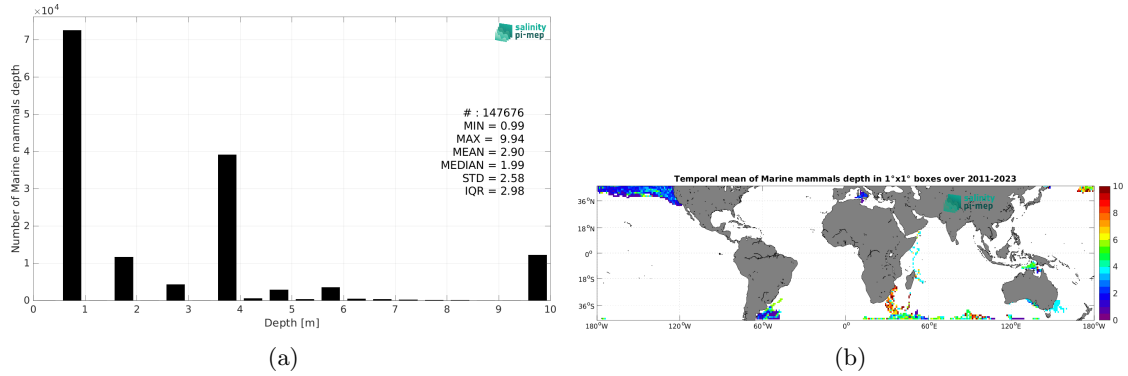 ×10⁴
7
6
5
4
3
2
1
0
Number of Marine mammals depth
salinity
pi-mep
# : 147676
MIN = 0.99
MAX = 9.94
MEAN = 2.90
MEDIAN = 1.99
STD = 2.58
IQR = 2.98
0 1 2 3 4 5 6 7 8 9 10
Depth [m]
(a)
Temporal mean of Marine mammals depth in 1°x1° boxes over 2011-2023
36°N
18°N
0°
18°S
36°S
salinity
pi-mep
180°W 120°W 60°W 0° 60°E 120°E 180°W
10
8
6
4
2
0
(b)